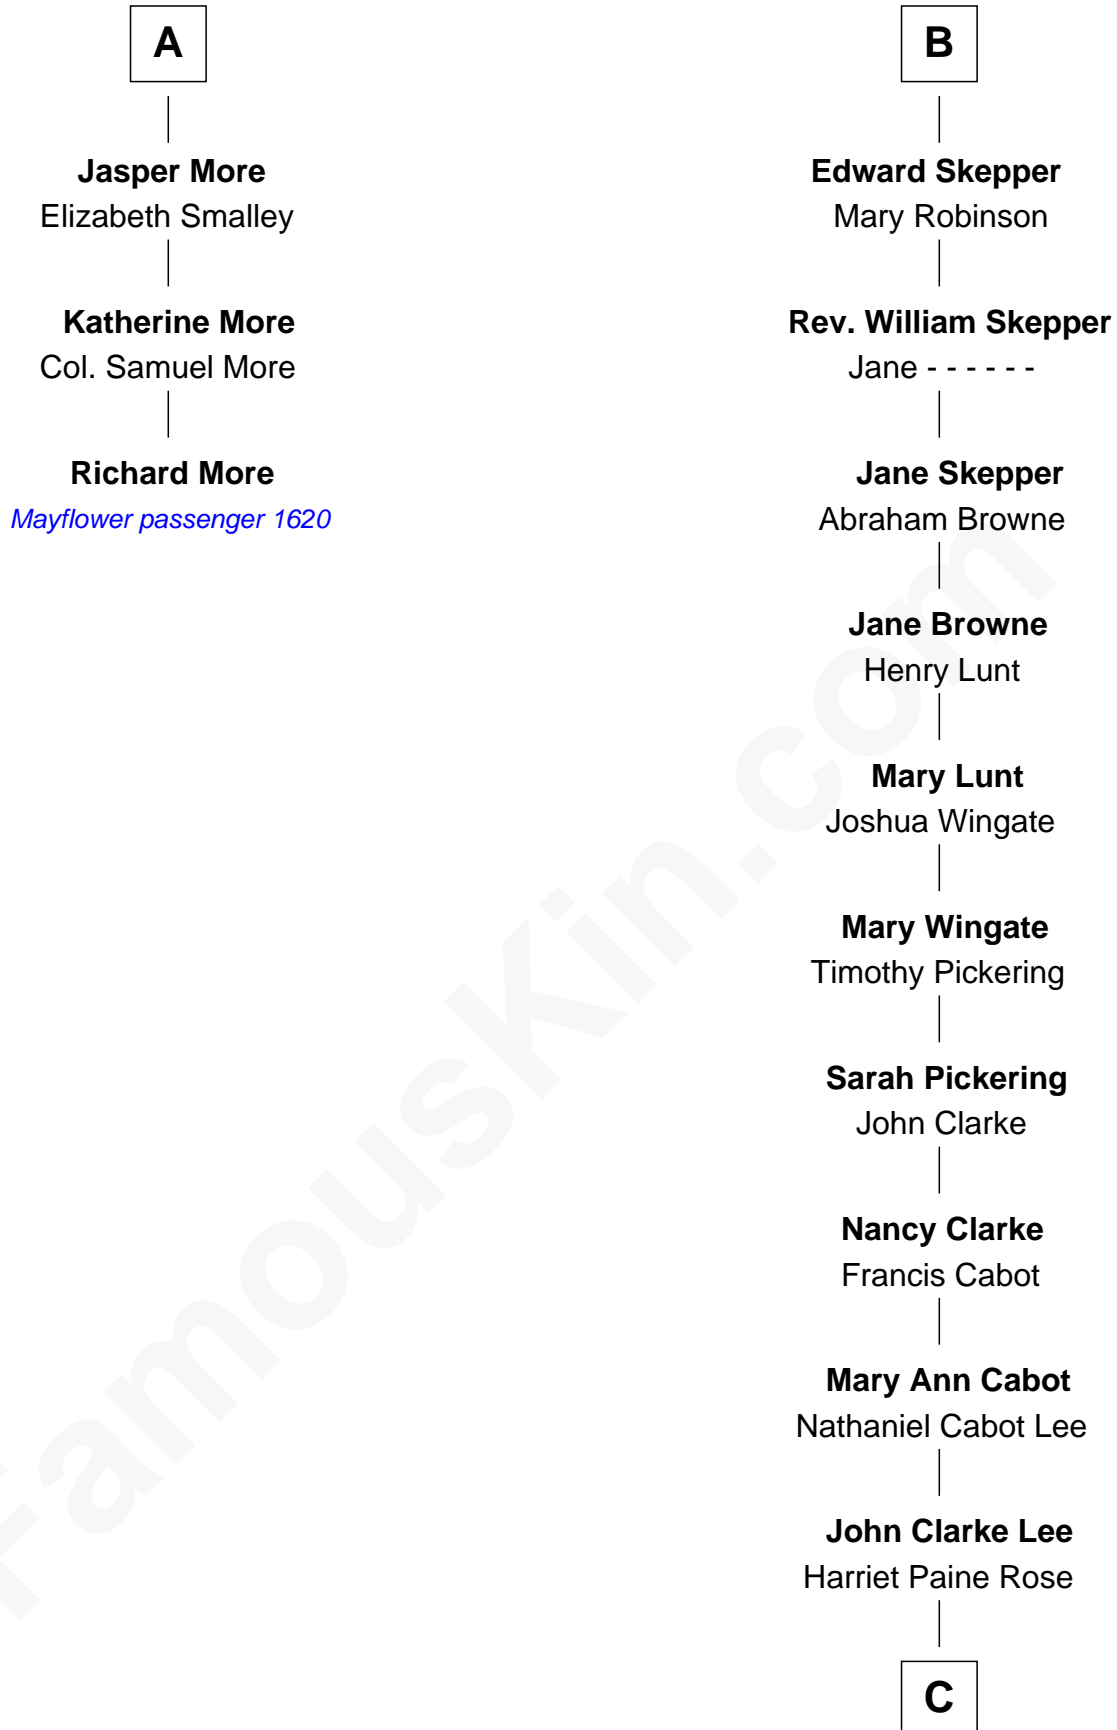 A
Jasper More
Elizabeth Smalley
Katherine More
Col. Samuel More
Richard More
Mayflower passenger 1620
B
Edward Skepper
Mary Robinson
Rev. William Skepper
Jane - - - - - -
Jane Skepper
Abraham Browne
Jane Browne
Henry Lunt
Mary Lunt
Joshua Wingate
Mary Wingate
Timothy Pickering
Sarah Pickering
John Clarke
Nancy Clarke
Francis Cabot
Mary Ann Cabot
Nathaniel Cabot Lee
John Clarke Lee
Harriet Paine Rose
C
FamousKin.com